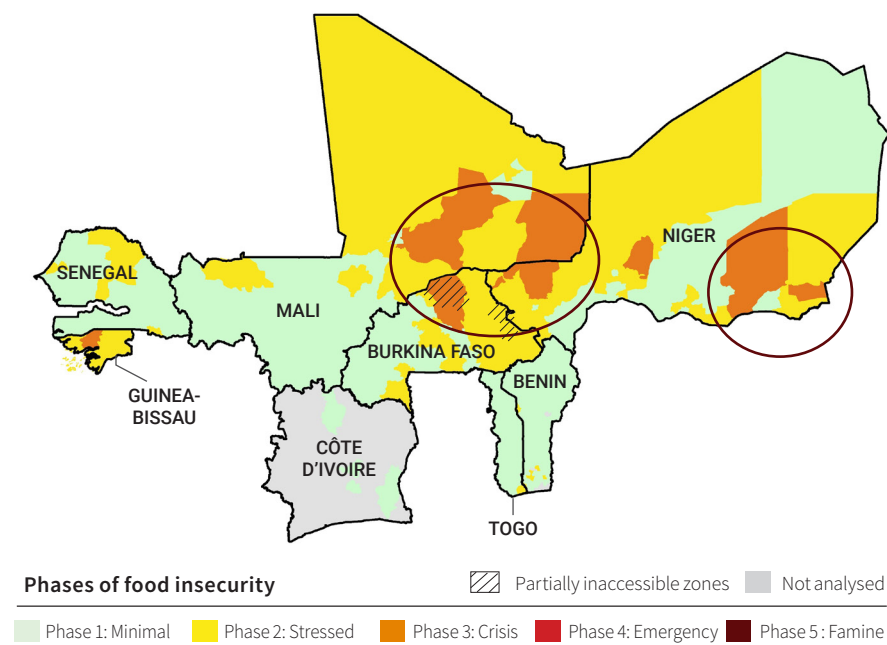 NIGER
SENEGAL
MALI
BURKINA FASO
BENIN
GUINEA-
BISSAU
CÔTE
D'IVOIRE
TOGO
Phases of food insecurity
Partially inaccessible zones
Not analysed
Phase 1: Minimal
Phase 2: Stressed
Phase 3: Crisis
Phase 4: Emergency
Phase 5 : Famine